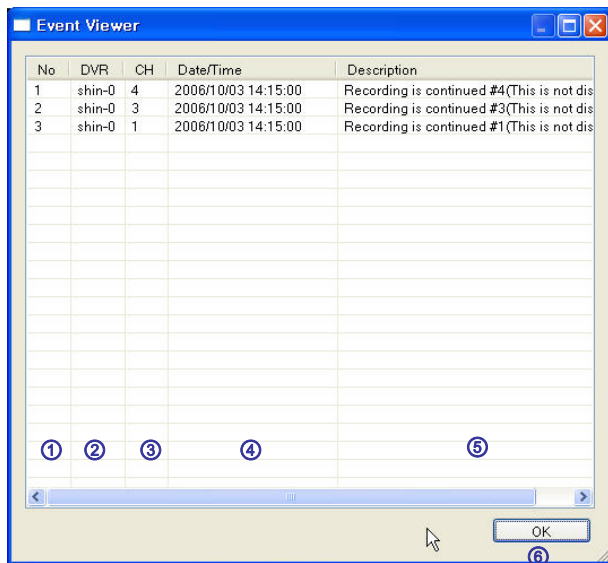 Event Viewer
No DVR CH Date/Time Description
1 shin-0 4 2006/10/03 14:15:00 Recording is continued #4(This is not dis
2 shin-0 3 2006/10/03 14:15:00 Recording is continued #3(This is not dis
3 shin-0 1 2006/10/03 14:15:00 Recording is continued #1(This is not dis
① ② ③ ④ ⑤
OK
⑥